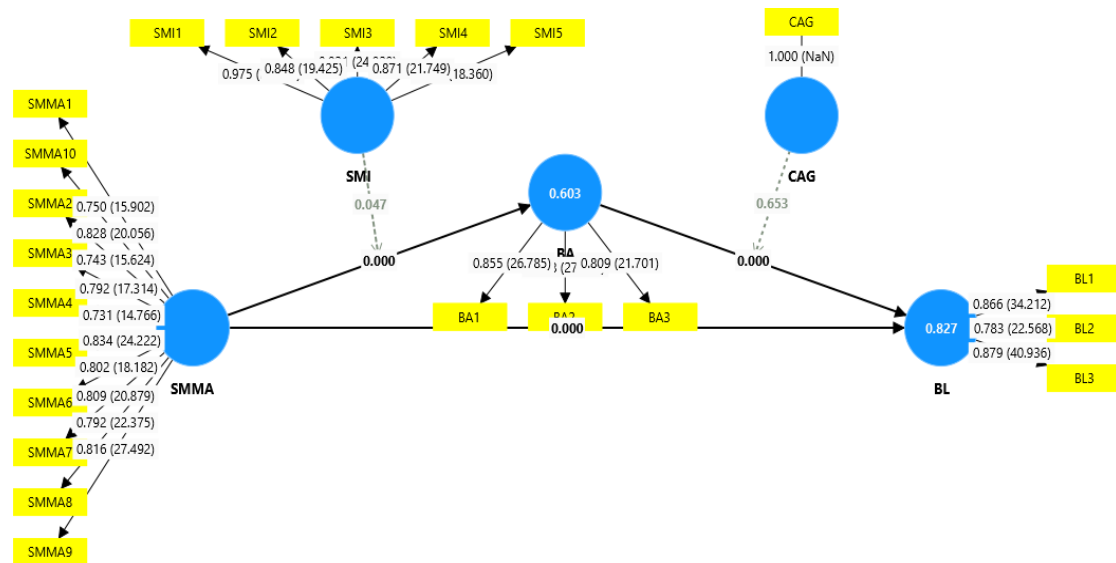 CAG
SMI1
SMI2
SMI3
SMI4
SMI5
1.000 (NaN)
0.975 (
0.848 (19.425)
(24
0.871 (21.749)
(18.360)
SMMA1
SMMA10
SMI
CAG
0.603
SMMA2
0.750 (15.902)
0.047
0.653
0.828 (20.056)
SMMA3
0.743 (15.624)
BA
0.000
0.855 (26.785)
(27
0.809 (21.701)
0.000
0.792 (17.314)
SMMA4
0.731 (14.766)
BA1
BA2
BA3
0.000
0.827
BL1
0.866 (34.212)
BL2
0.783 (22.568)
BL3
0.879 (40.936)
SMMA5
0.834 (24.222)
0.802 (18.182)
SMMA
BL
SMMA6
0.809 (20.879)
0.792 (22.375)
SMMA7
0.816 (27.492)
SMMA8
SMMA9